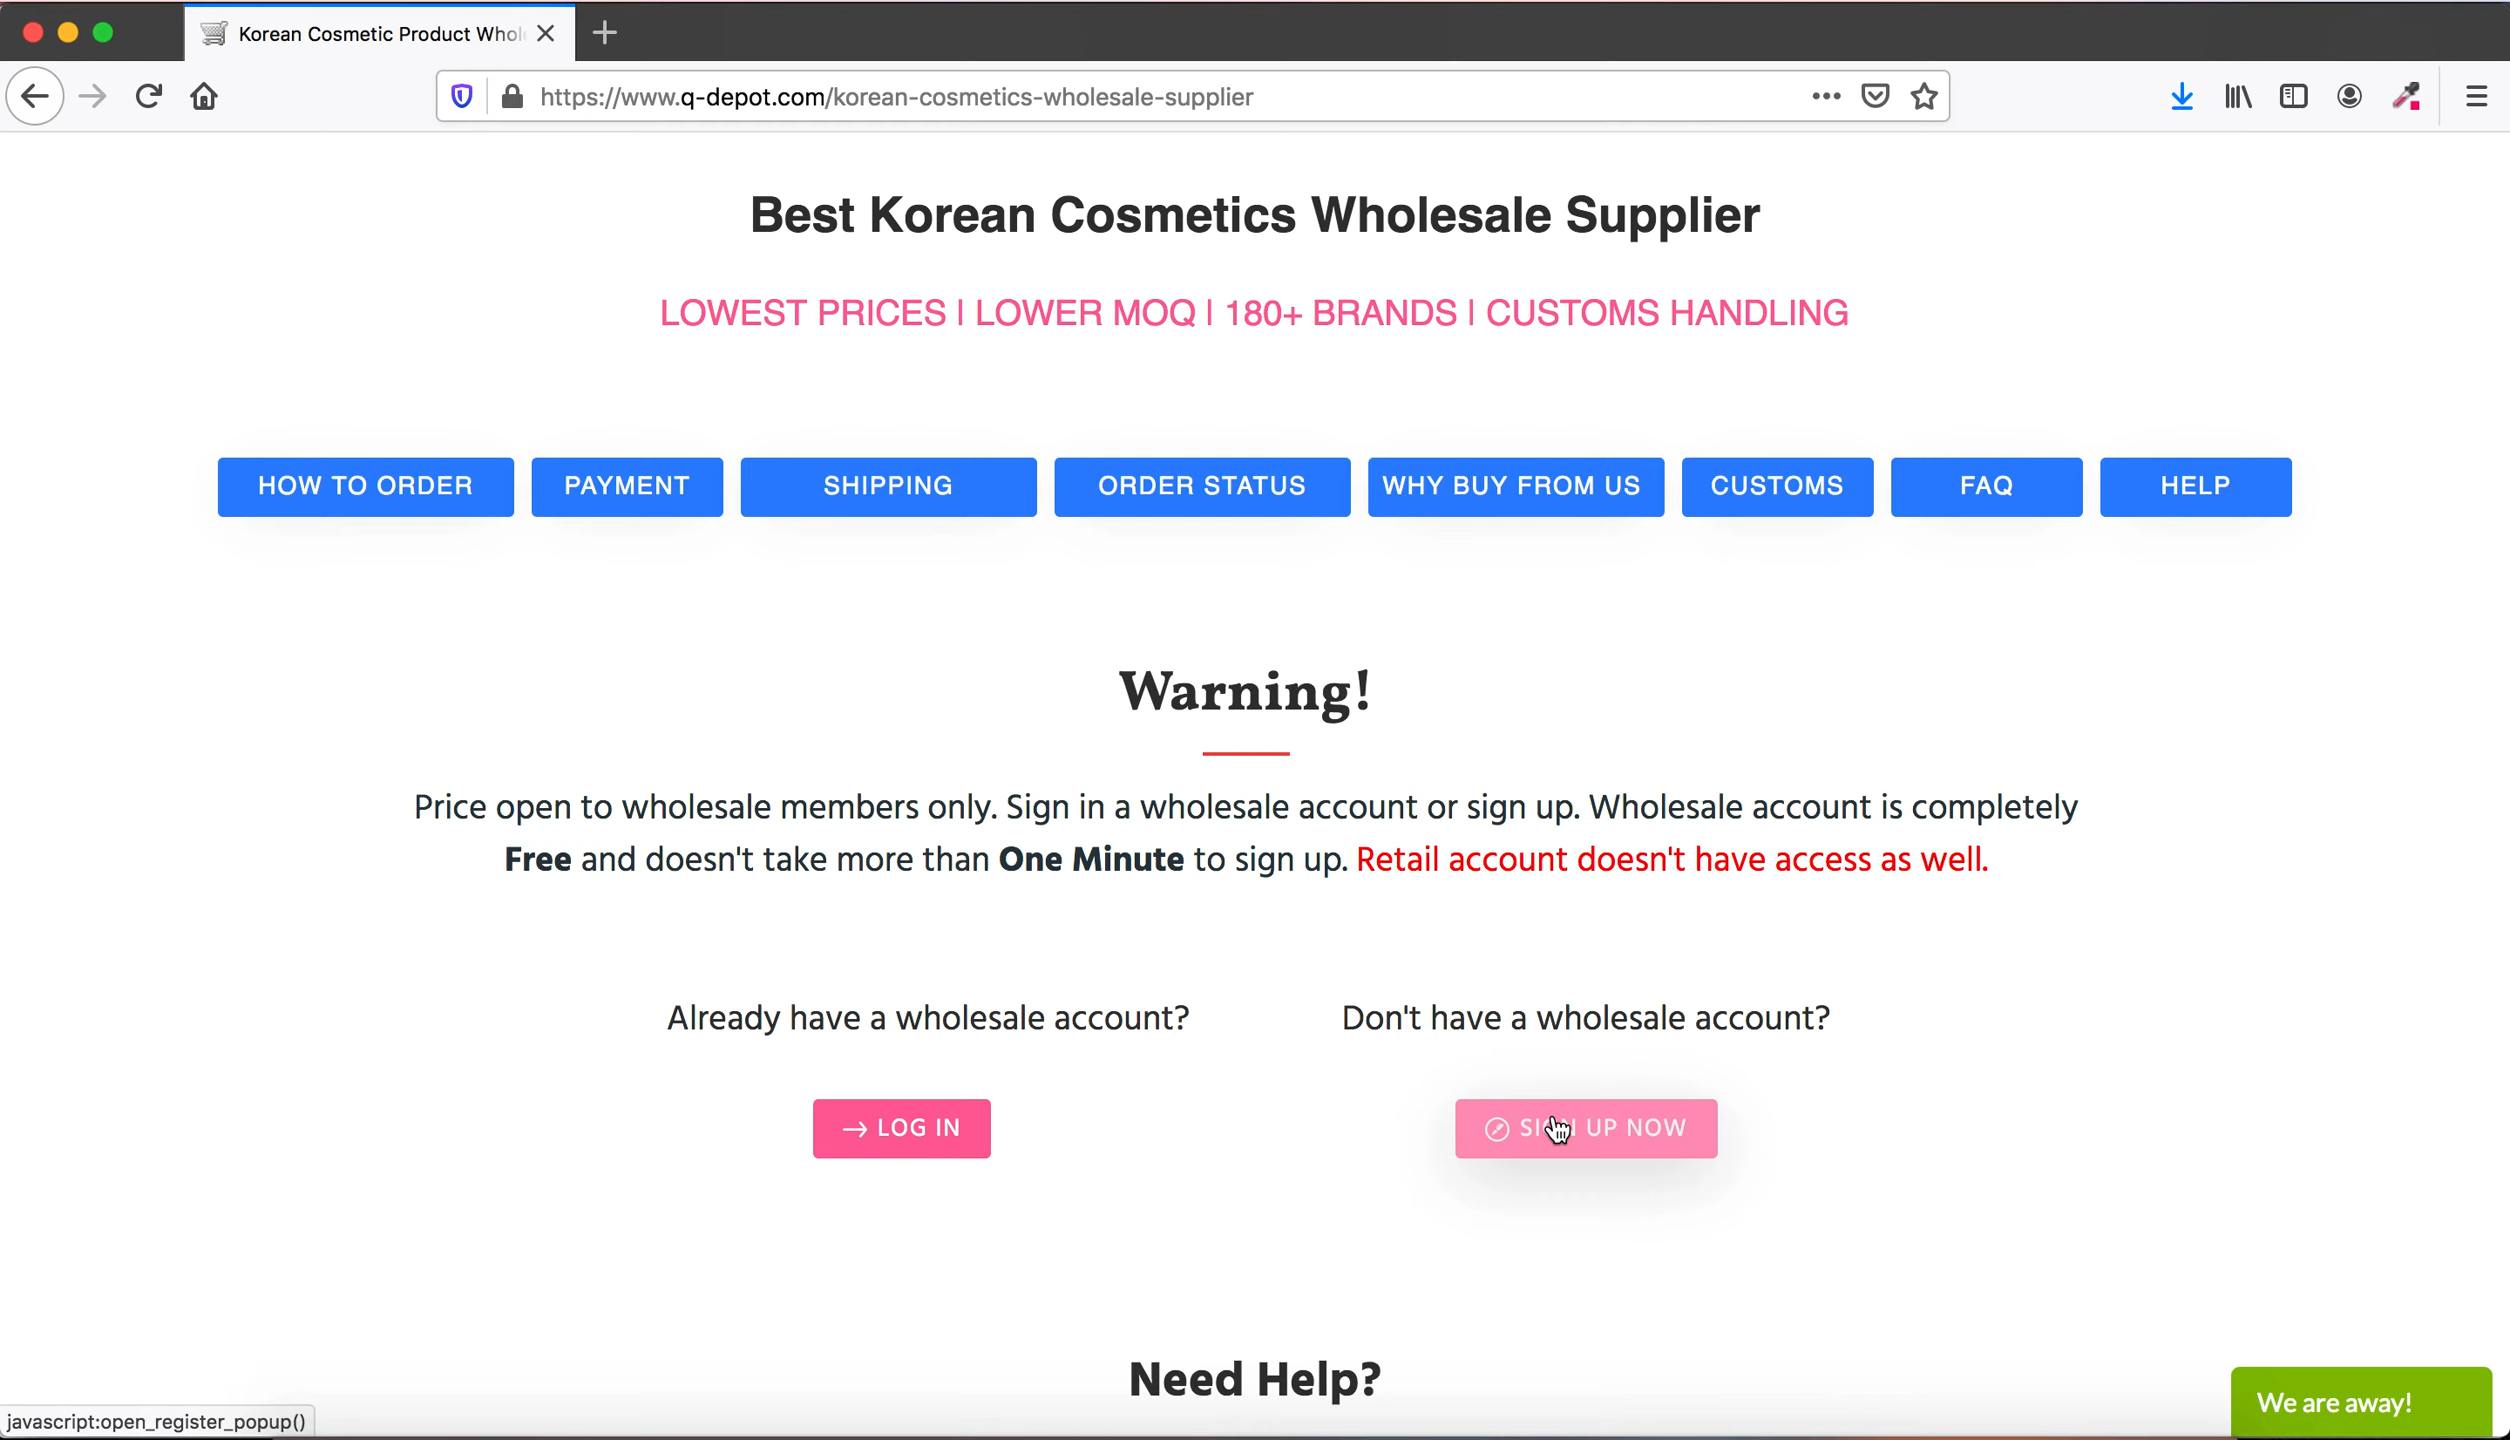 Korean Cosmetic Product Whol
https://www.q-depot.com/korean-cosmetics-wholesale-supplier
Best Korean Cosmetics Wholesale Supplier
LOWEST PRICES | LOWER MOQ | 180+ BRANDS | CUSTOMS HANDLING
HOW TO ORDER PAYMENT SHIPPING ORDER STATUS WHY BUY FROM US CUSTOMS FAQ HELP
Warning!
Price open to wholesale members only. Sign in a wholesale account or sign up. Wholesale account is completely
Free and doesn't take more than One Minute to sign up. Retail account doesn't have access as well.
Already have a wholesale account? Don't have a wholesale account?
→ LOG IN SIGN UP NOW
Need Help?
We are away!
javascript:open_register_popup()